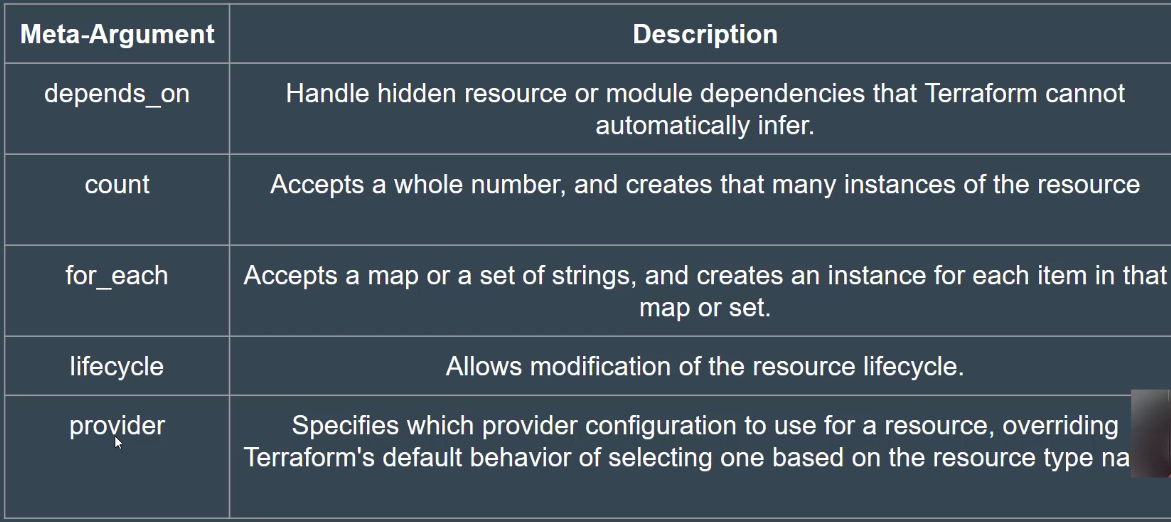 Meta-Argument Description
depends_on Handle hidden resource or module dependencies that Terraform cannot
automatically infer.
count Accepts a whole number, and creates that many instances of the resource
for_each Accepts a map or a set of strings, and creates an instance for each item in that
map or set.
lifecycle Allows modification of the resource lifecycle.
provider Specifies which provider configuration to use for a resource, overriding
Terraform's default behavior of selecting one based on the resource type